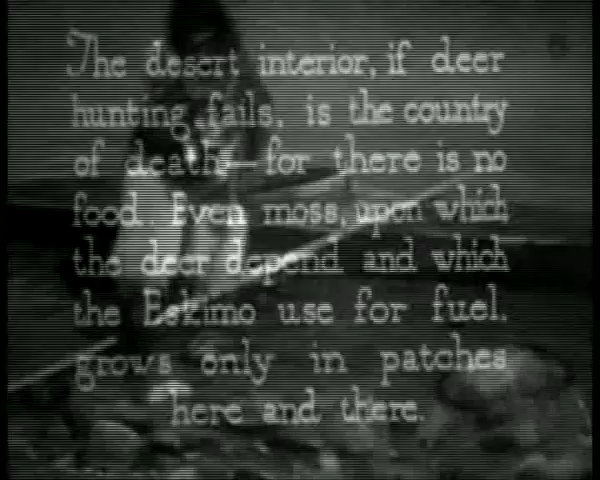 The desert interior, if deer
hunting fails, is the country
of death—for there is no
food. Even moss, upon which
the deer depend and which
the Eskimo use for fuel,
grows only in patches
here and there.